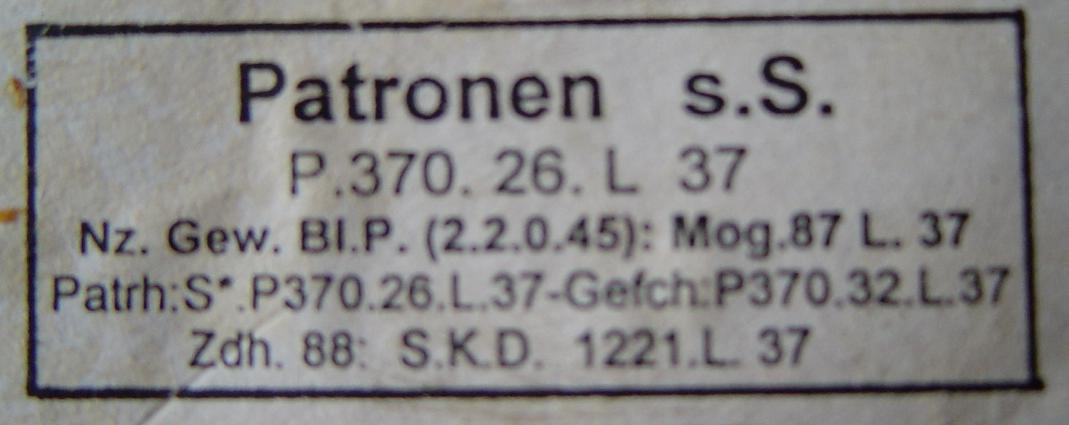 Patronen s.S.
P.370. 26. L 37
Nz. Gew. Bl.P. (2.2.0.45): Mog.87 L. 37
Patrh:S*.P370.26.L.37-Gefch:P370.32.L.37
Zdh. 88: S.K.D. 1221.L. 37